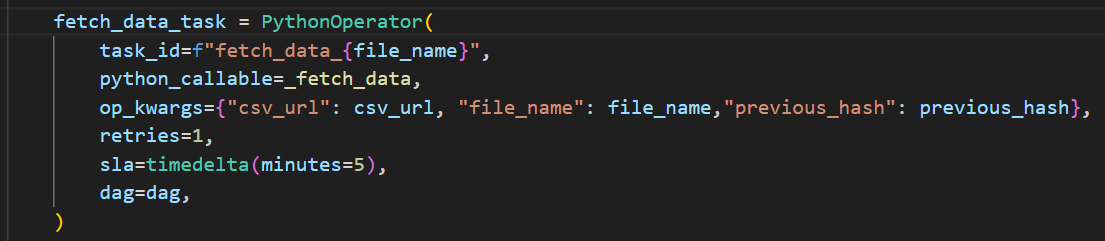 fetch_data_task = PythonOperator(
    task_id=f"fetch_data_{file_name}",
    python_callable=_fetch_data,
    op_kwargs={"csv_url": csv_url, "file_name": file_name,"previous_hash": previous_hash},
    retries=1,
    sla=timedelta(minutes=5),
    dag=dag,
)